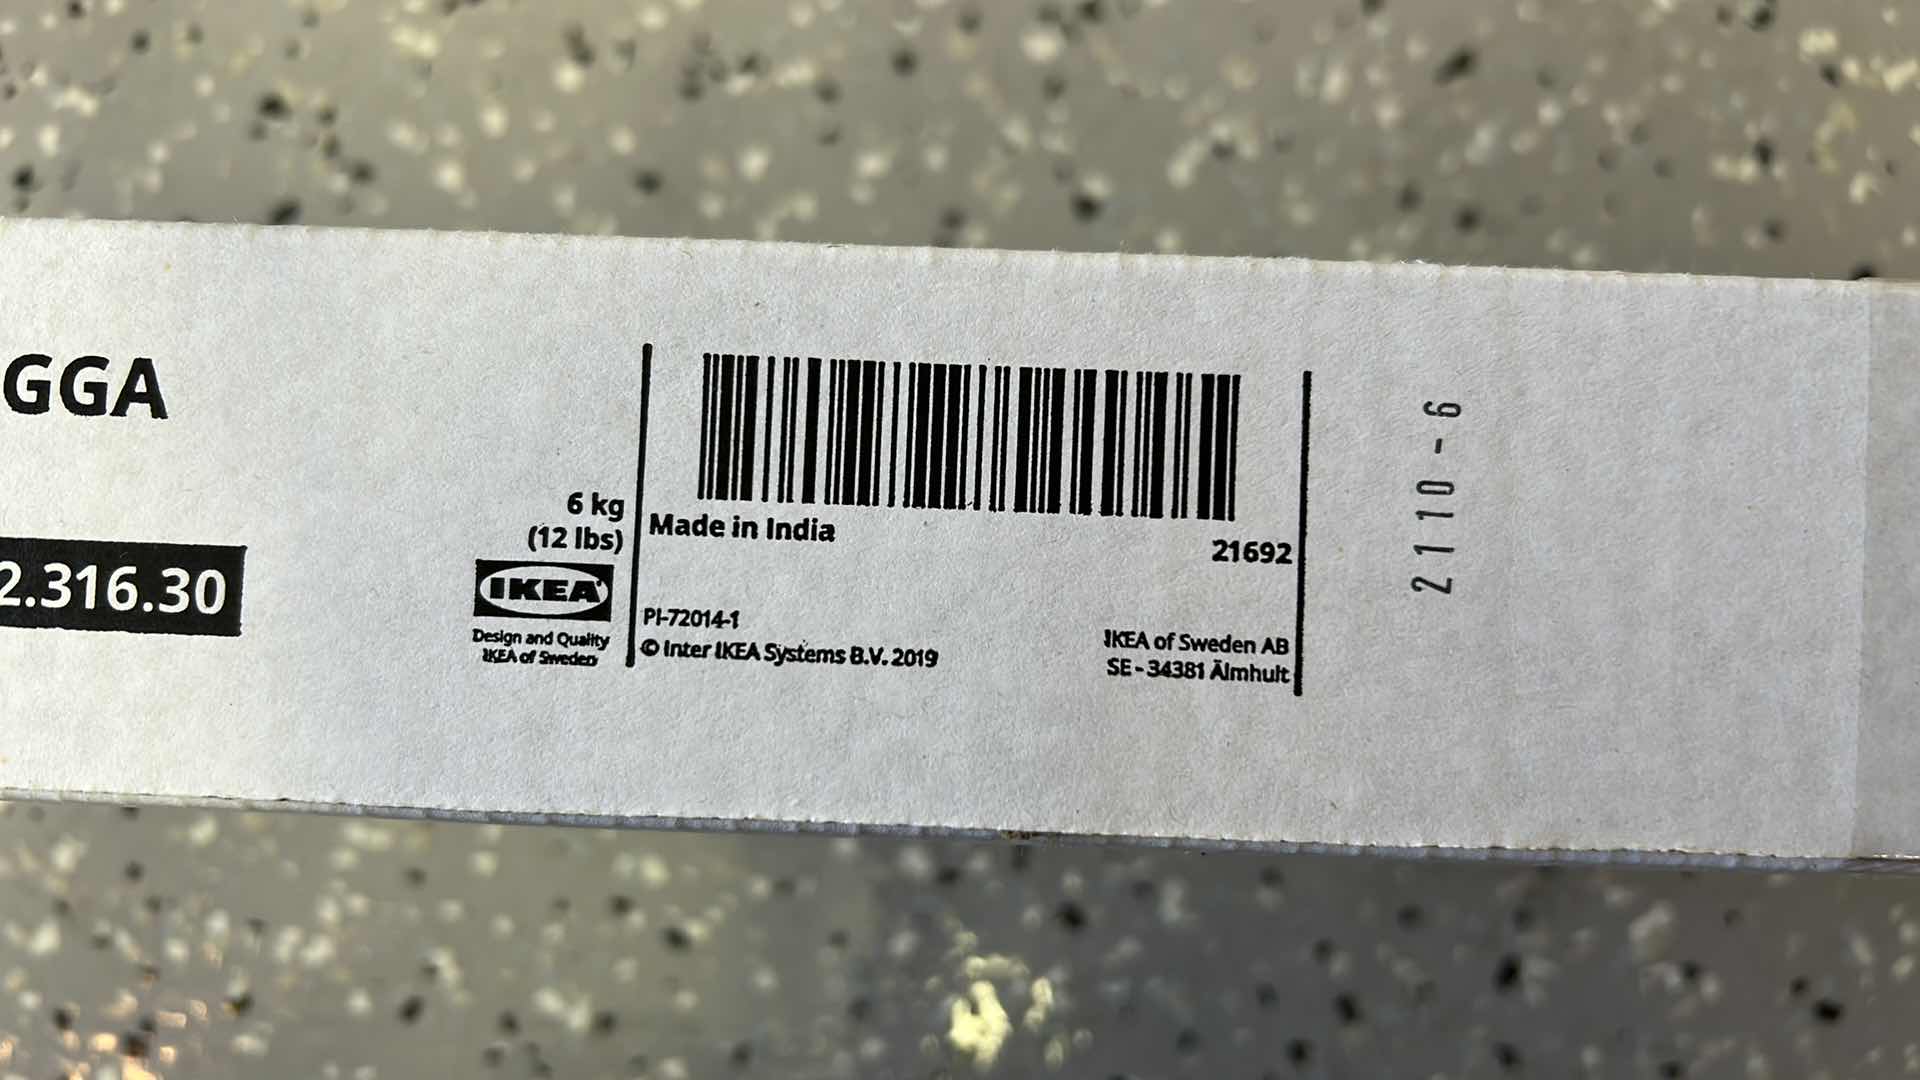 GGA
2.316.30
6 kg
(12 lbs)
IKEA
Design and Quality
IKEA of Sweden
Made in India
21692
PI-72014-1
© Inter IKEA Systems B.V. 2019
IKEA of Sweden AB
SE - 34381 Älmhult
2110-6